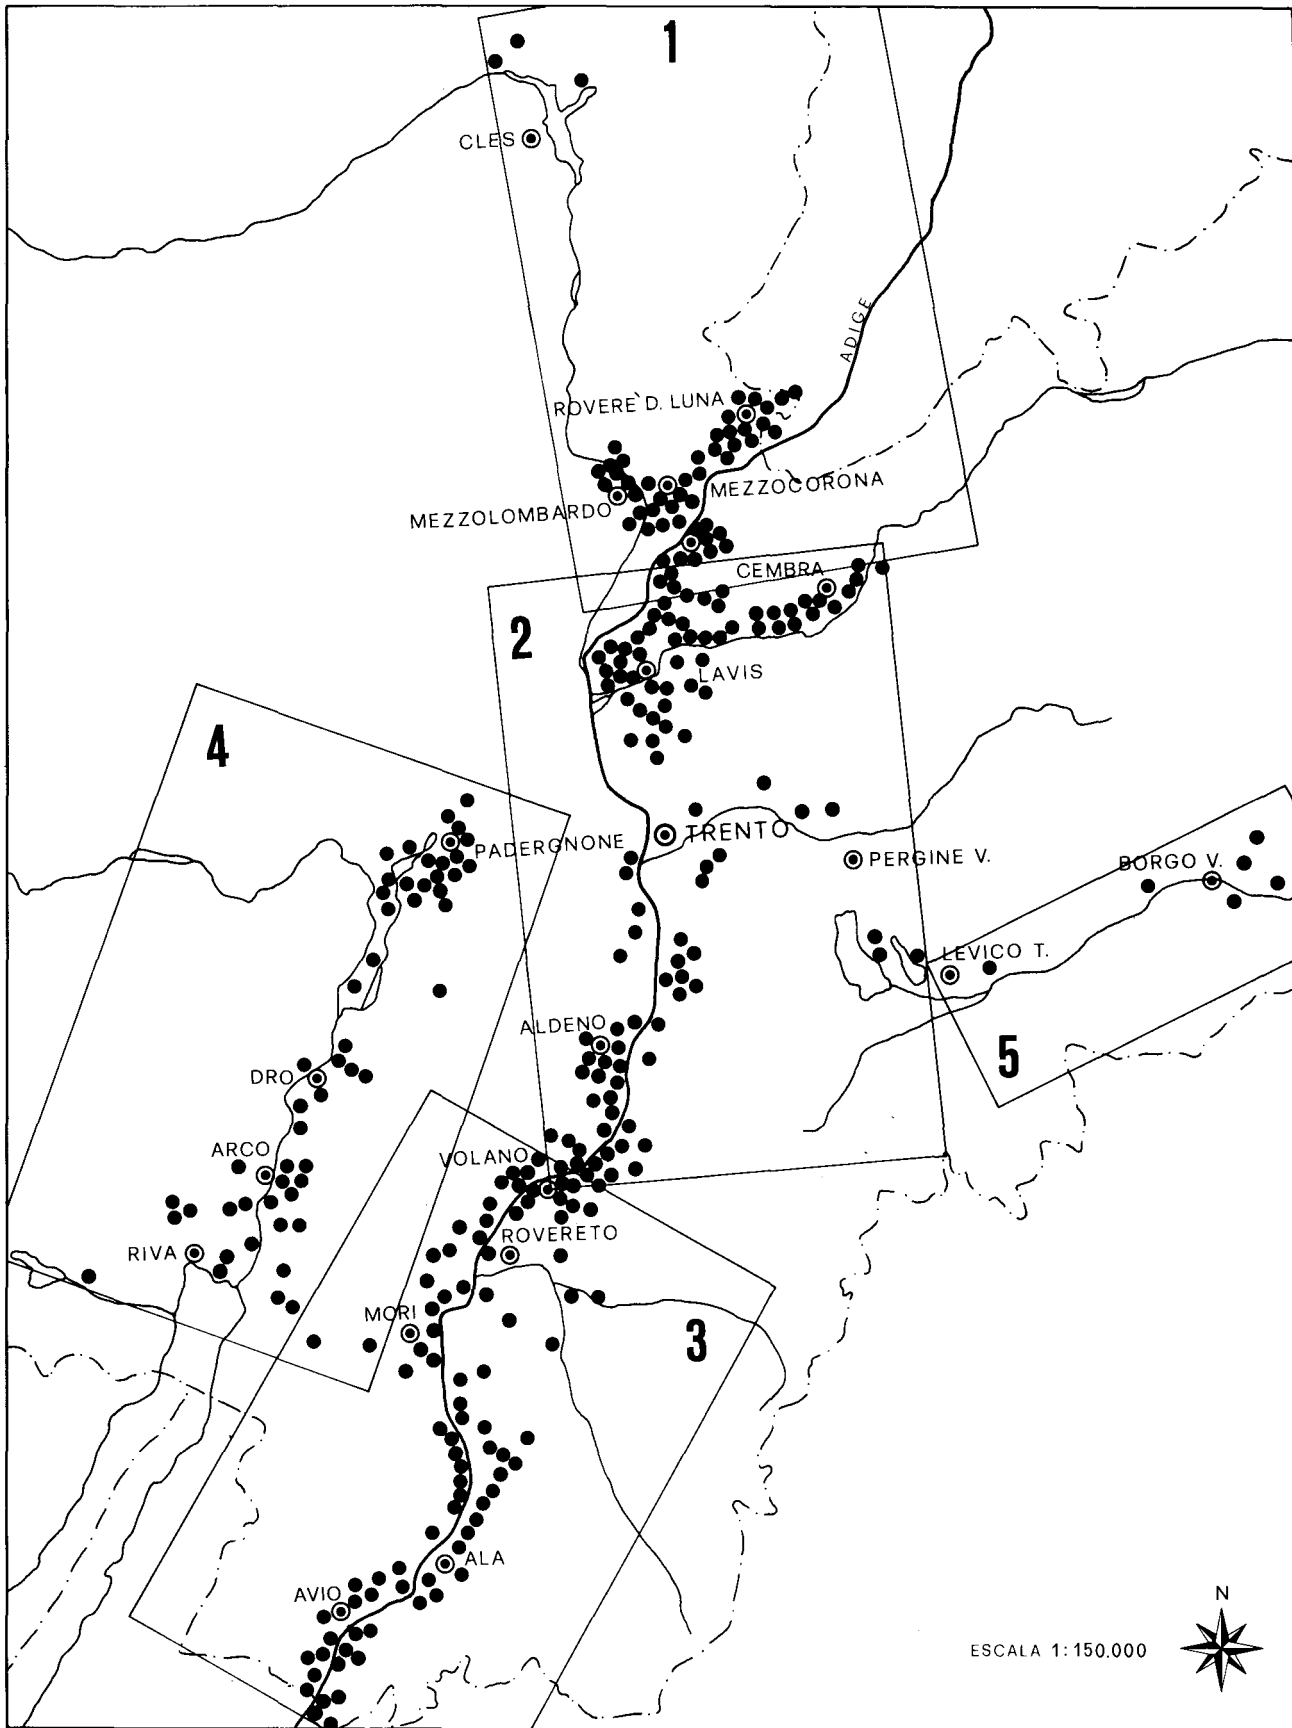 1
CLES
ADIGE
ROVERE` D. LUNA
MEZZOCORONA
MEZZOLOMBARDO
CEMBRA
2
LAVIS
4
TRENTO
PADERGNONE
PERGINE V.
BORGO V.
LEVICO T.
ALDENO
5
DRO
ARCO
VOLANO
ROVERETO
RIVA
MORI
3
ALA
AVIO
N
ESCALA 1:150.000